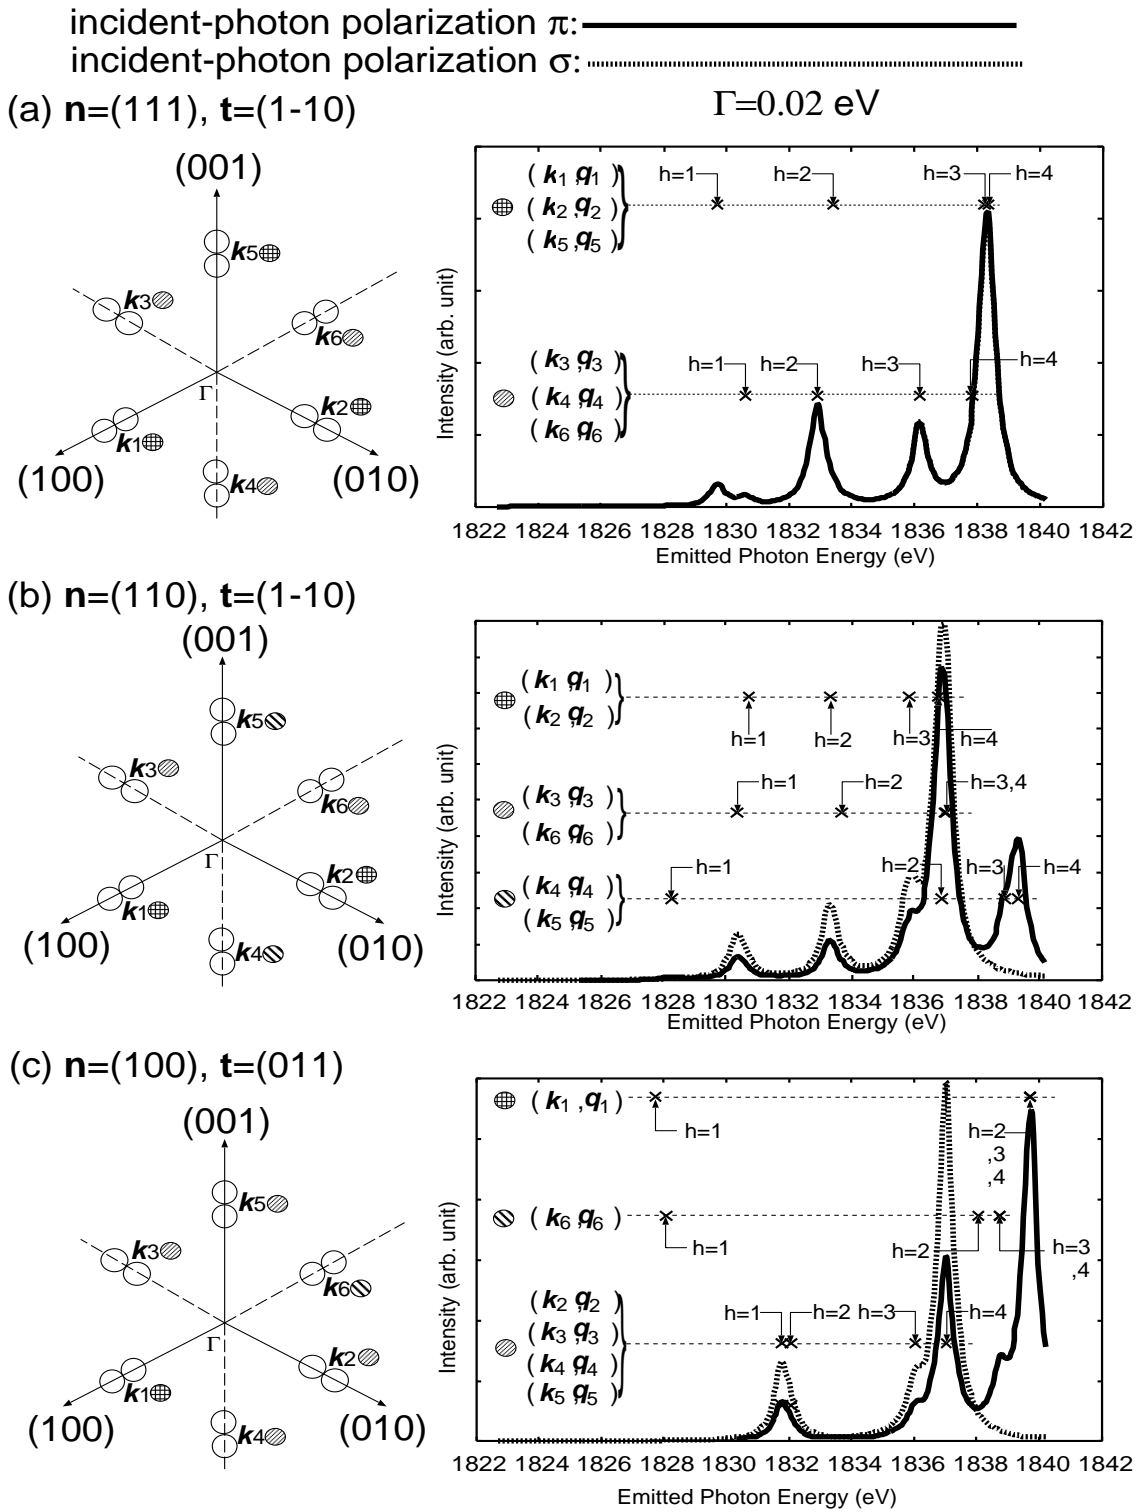 incident-photon polarization π:
incident-photon polarization σ:
(a) n=(111), t=(1-10)
Γ=0.02 eV
(001)
k5
k3
k6
Γ
k2
k1
(100)
(010)
k4
Intensity (arb. unit)
(k1,q1)
(k2,q2)
(k5,q5)
h=1
h=2
h=3
h=4
(k3,q3)
(k4,q4)
(k6,q6)
h=1
h=2
h=3
h=4
1822 1824 1826 1828 1830 1832 1834 1836 1838 1840 1842
Emitted Photon Energy (eV)
(b) n=(110), t=(1-10)
(001)
k5
k3
k6
Γ
k2
k1
(100)
(010)
k4
Intensity (arb. unit)
(k1,q1)
(k2,q2)
h=1
h=2
h=3
h=4
(k3,q3)
(k6,q6)
h=1
h=2
h=3,4
(k4,q4)
(k5,q5)
h=1
h=2
h=3
h=4
1822 1824 1826 1828 1830 1832 1834 1836 1838 1840 1842
Emitted Photon Energy (eV)
(c) n=(100), t=(011)
(001)
k5
k3
k6
Γ
k2
k1
(100)
(010)
k4
Intensity (arb. unit)
(k1,q1)
h=1
h=2
,3
,4
(k6,q6)
h=1
h=2
h=3
,4
(k2,q2)
(k3,q3)
(k4,q4)
(k5,q5)
h=1
h=2
h=3
h=4
1822 1824 1826 1828 1830 1832 1834 1836 1838 1840 1842
Emitted Photon Energy (eV)